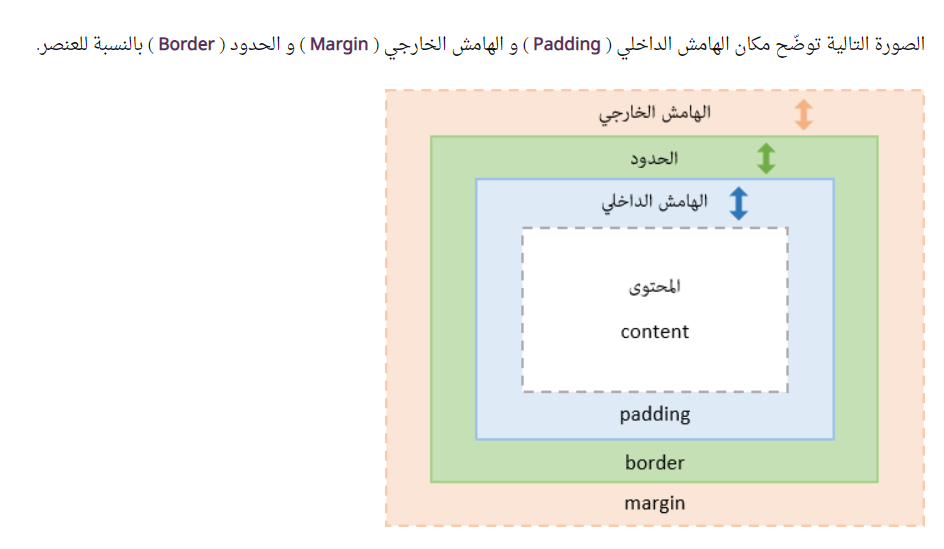 الصورة التالية توضّح مكان الهامش الداخلي ( Padding ) و الهامش الخارجي ( Margin ) و الحدود ( Border ) بالنسبة للعنصر.
الهامش الخارجي
الحدود
الهامش الداخلي
المحتوى
content
padding
border
margin